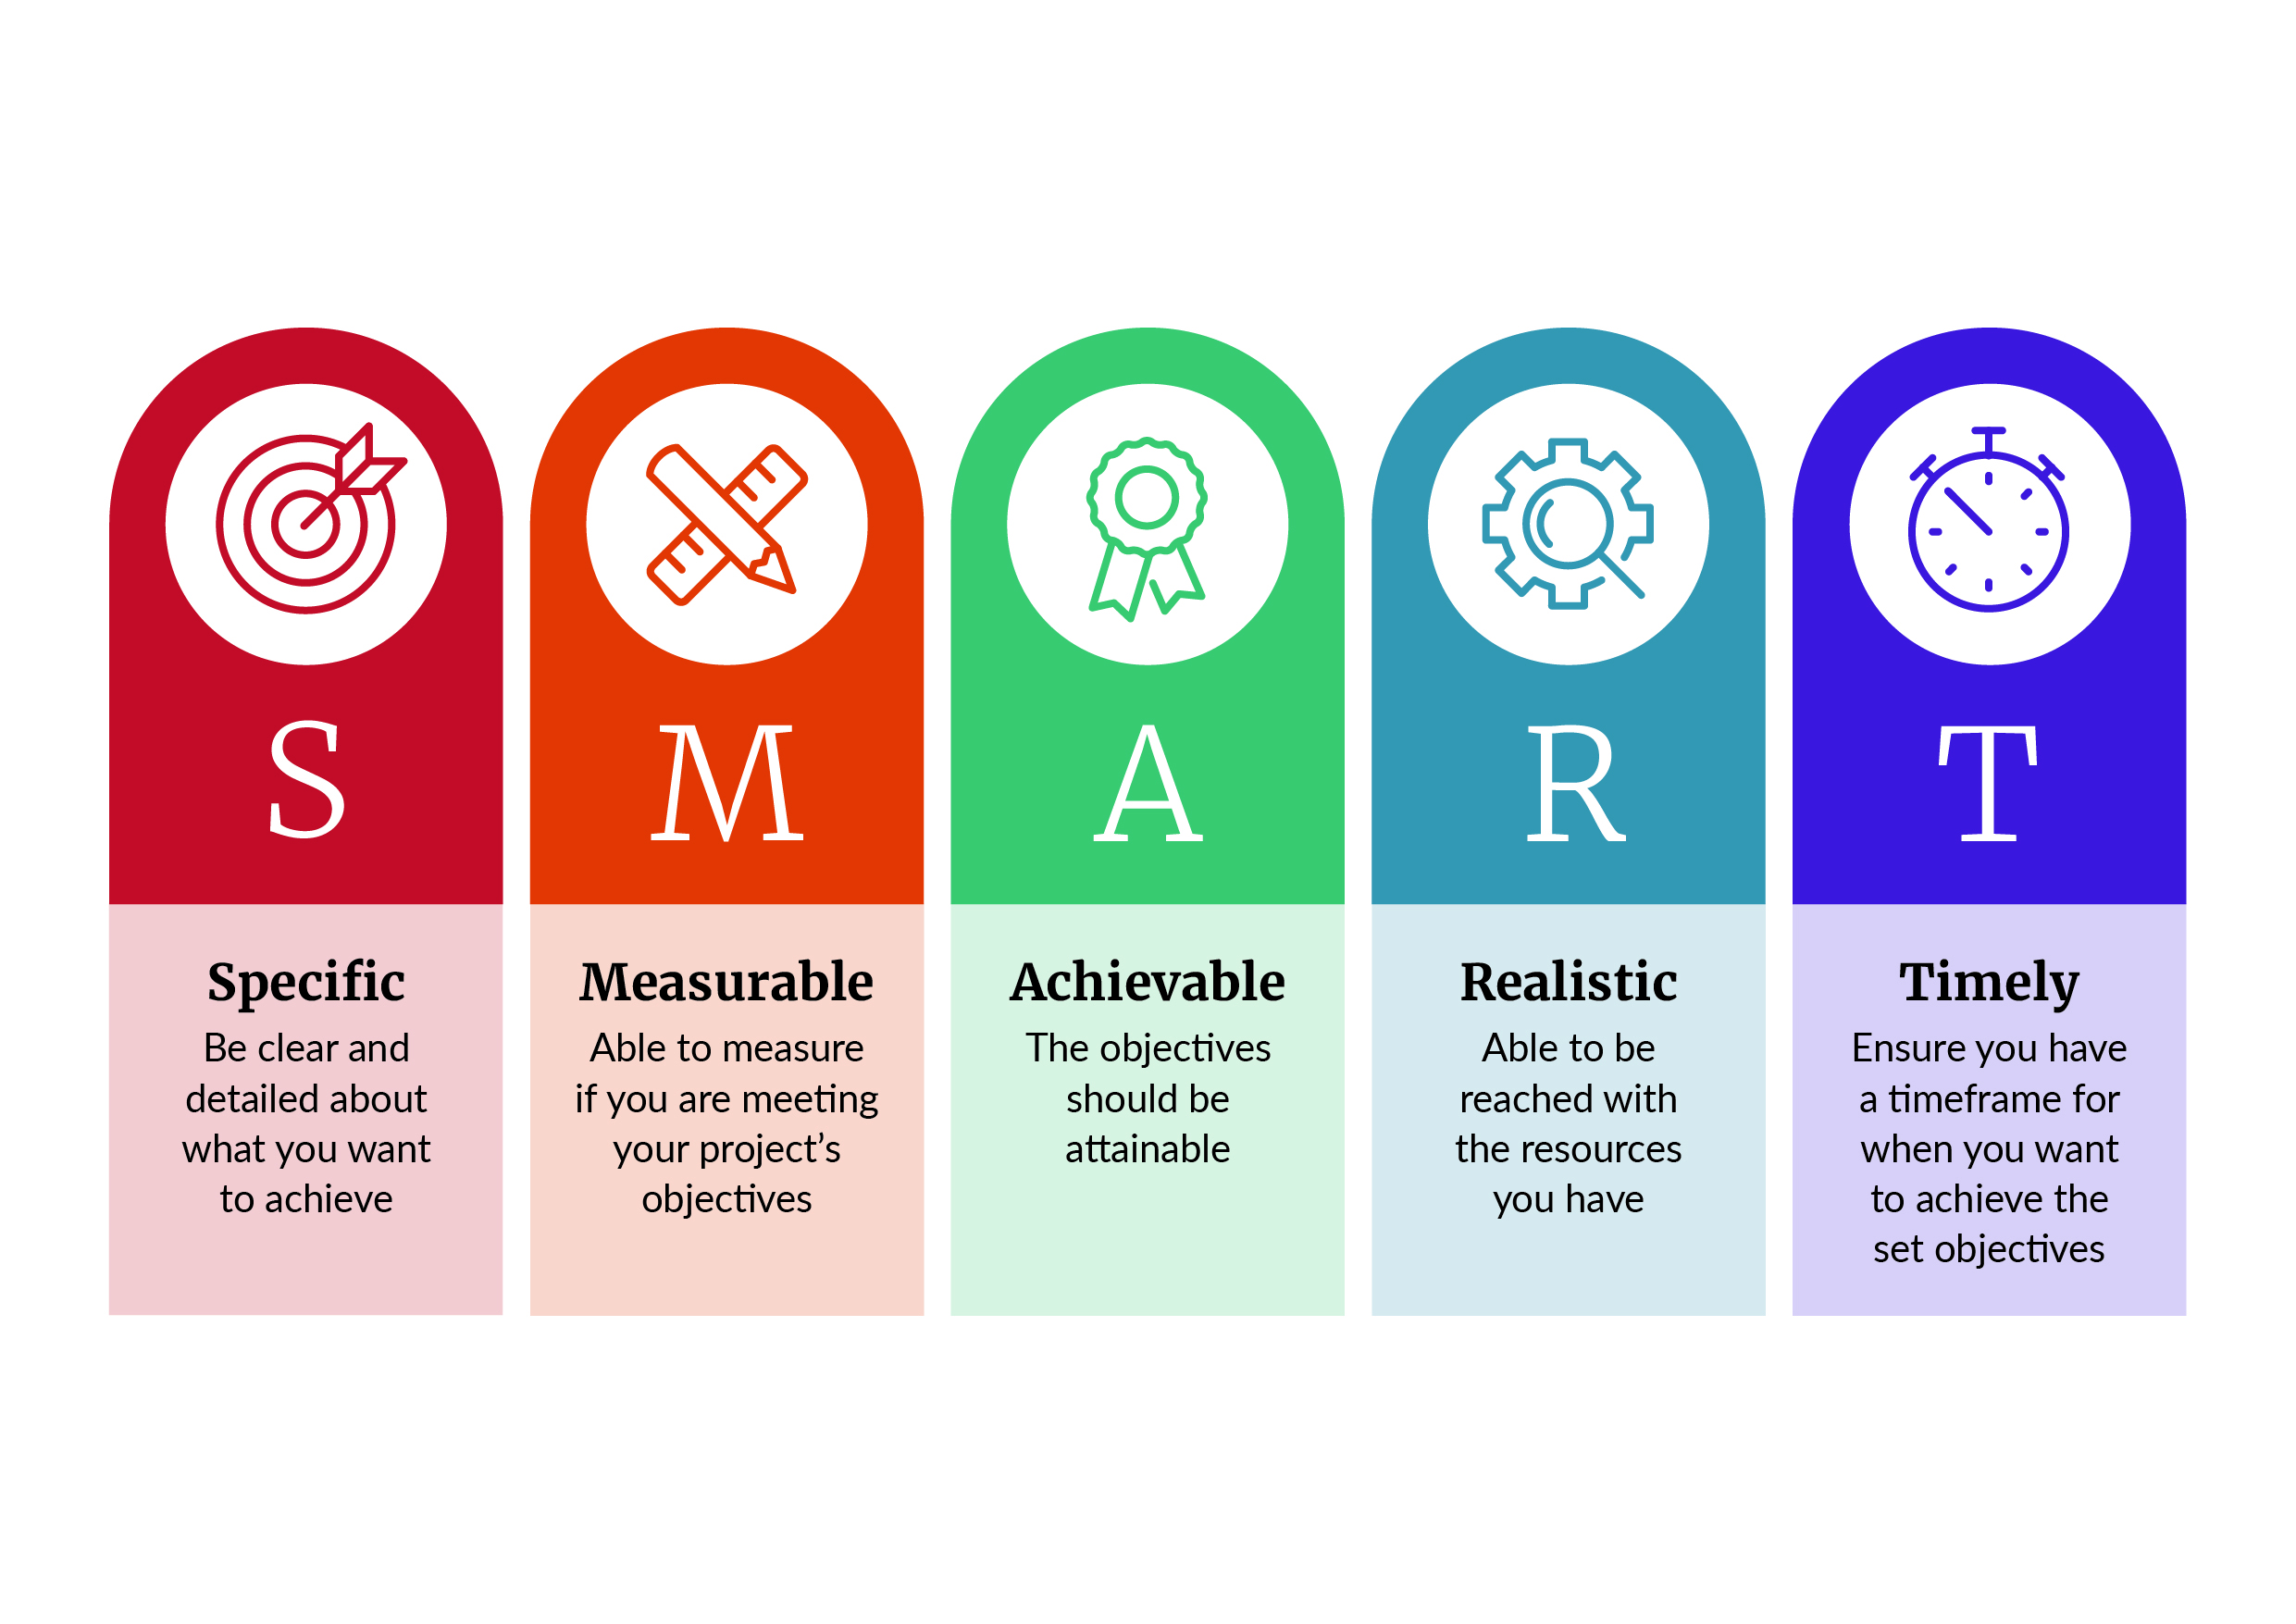 S
Specific
Be clear and
detailed about
what you want
to achieve
M
Measurable
Able to measure
if you are meeting
your project’s
objectives
A
Achievable
The objectives
should be
attainable
R
Realistic
Able to be
reached with
the resources
you have
T
Timely
Ensure you have
a timeframe for
when you want
to achieve the
set objectives